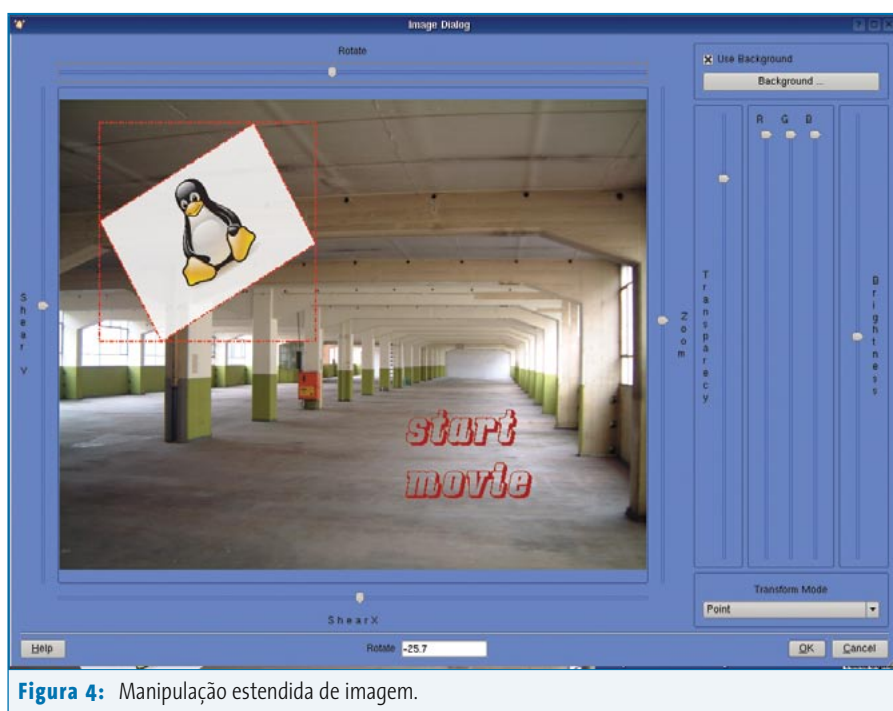 Image Dialog
Rotate
Use Background
Background ...
R G B
Shear Y
Zoom
Transparecy
Brightness
start
movie
ShearX
Transform Mode
Point
Help
Rotate -25.7
OK
Cancel
Figura 4: Manipulação estendida de imagem.